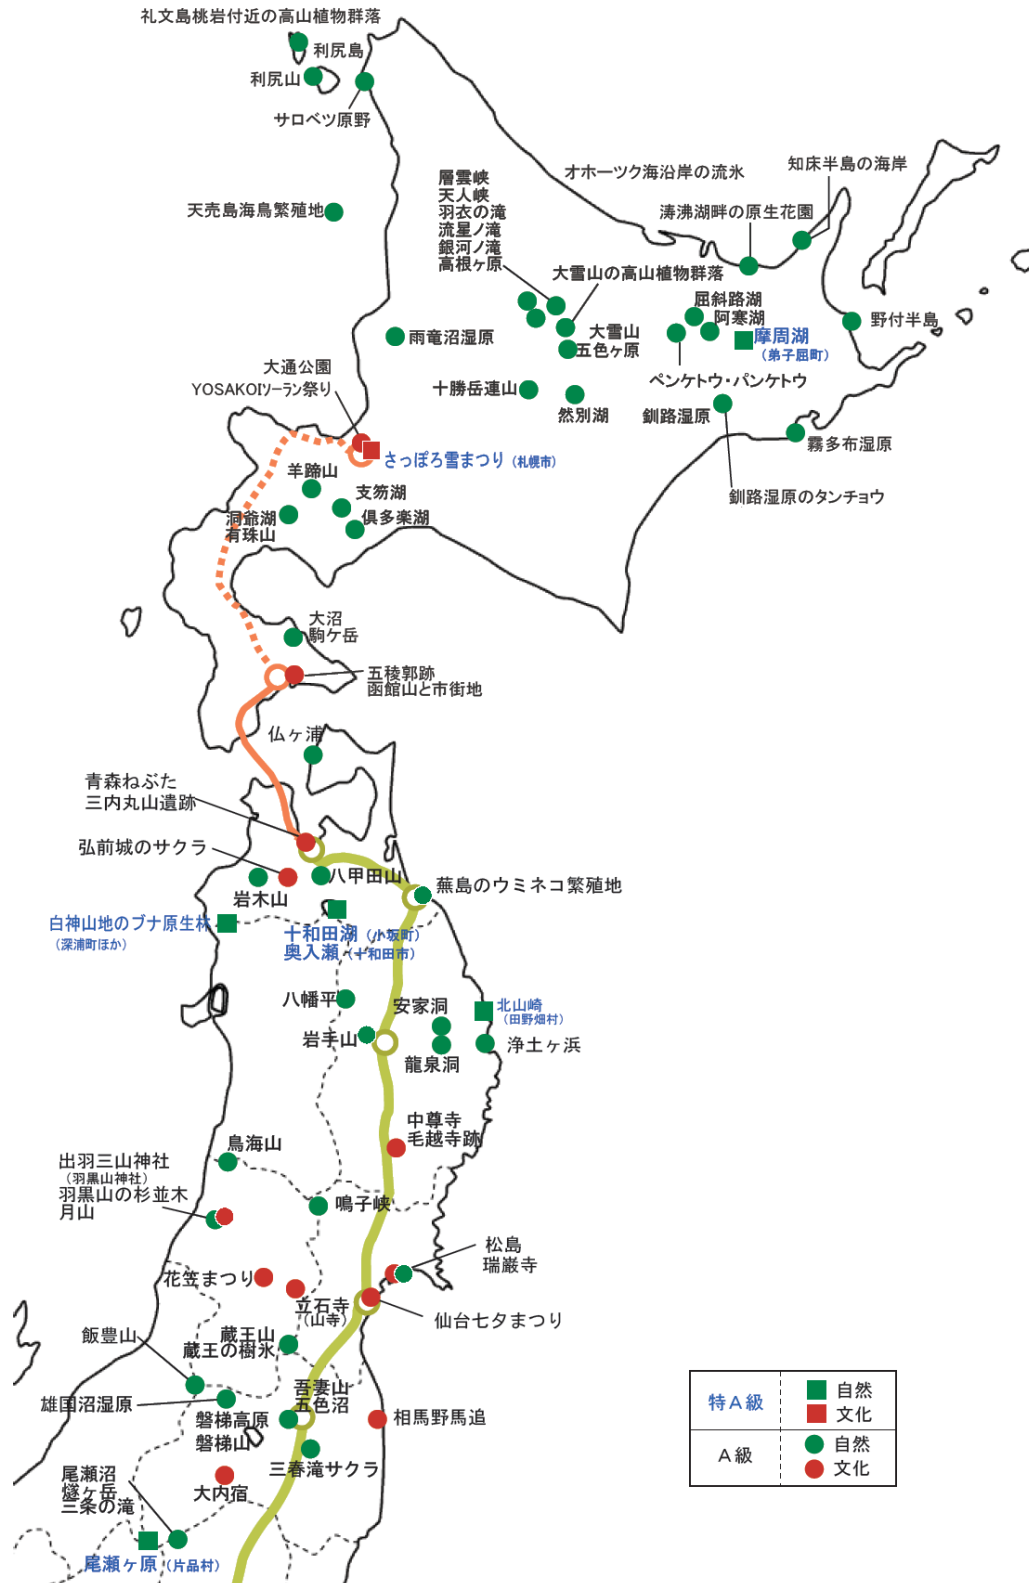 礼文島桃岩付近の高山植物群落
利尻島
利尻山
サロベツ原野
天売島海鳥繁殖地
層雲峡
天人峡
羽衣の滝
流星ノ滝
銀河ノ滝
高根ヶ原
オホーツク海沿岸の流氷
知床半島の海岸
涛沸湖畔の原生花園
大雪山の高山植物群落
屈斜路湖
阿寒湖
野付半島
雨竜沼湿原
大雪山
五色ヶ原
摩周湖
(弟子屈町)
大通公園
YOSAKOIソーラン祭り
十勝岳連山
然別湖
ペンケトウ・パンケトウ
釧路湿原
霧多布湿原
さっぽろ雪まつり(札幌市)
羊蹄山
支笏湖
釧路湿原のタンチョウ
洞爺湖
有珠山
倶多楽湖
大沼
駒ケ岳
五稜郭跡
函館山と市街地
仏ヶ浦
青森ねぶた
三内丸山遺跡
弘前城のサクラ
八甲田山
蕪島のウミネコ繁殖地
岩木山
白神山地のブナ原生林
(深浦町ほか)
十和田湖(小坂町)
奥入瀬(十和田市)
八幡平
安家洞
北山崎
(田野畑村)
岩手山
龍泉洞
浄土ヶ浜
中尊寺
毛越寺跡
鳥海山
出羽三山神社
(羽黒山神社)
羽黒山の杉並木
月山
鳴子峡
松島
瑞巌寺
花笠まつり
立石寺
(山寺)
仙台七夕まつり
飯豊山
蔵王山
蔵王の樹氷
雄国沼湿原
吾妻山
五色沼
磐梯高原
磐梯山
相馬野馬追
三春滝サクラ
尾瀬沼
燧ヶ岳
三条の滝
大内宿
尾瀬ヶ原(片品村)
特A級
自然
文化
A級
自然
文化